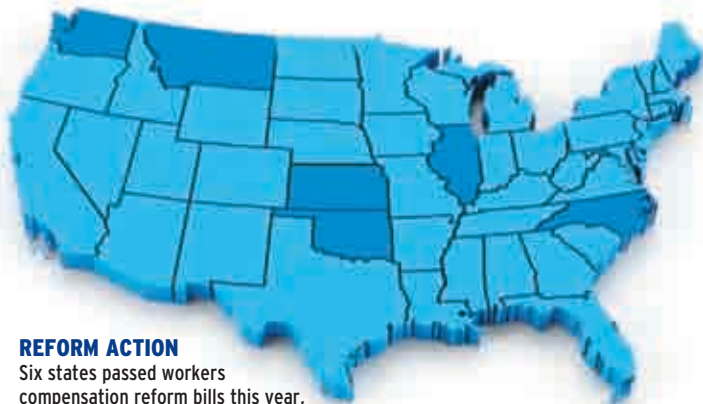 REFORM ACTION
Six states passed workers
compensation reform bills this year,